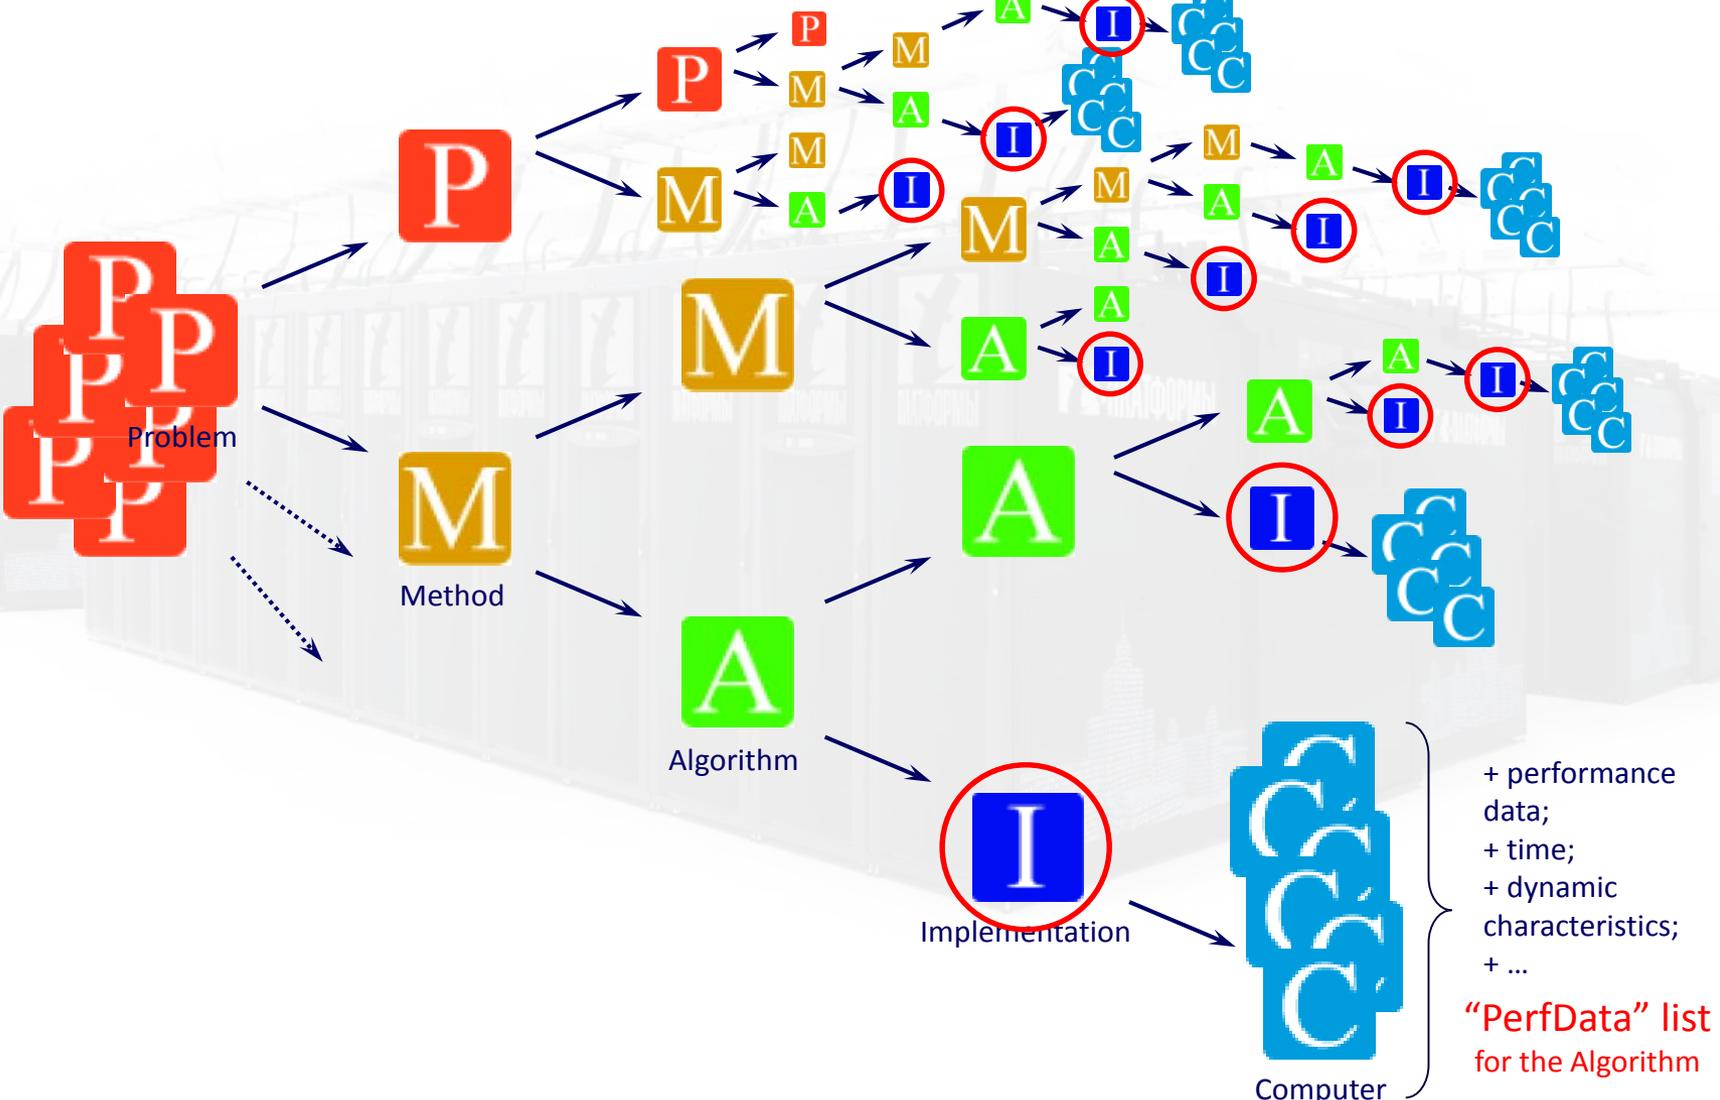 A
I
C
C
C
C
C
P
M
P
M
A
I
C
C
C
C
C
M
M
A
I
P
M
A
I
C
C
C
C
C
M
M
A
I
M
A
I
P
P
P
P
P
P
Problem
M
A
A
I
A
A
I
C
C
C
C
C
A
I
M
Method
A
I
C
C
C
C
C
A
Algorithm
I
Implementation
C
C
C
C
C
C
Computer
+ performance
data;
+ time;
+ dynamic
characteristics;
+ ...
“PerfData” list
for the Algorithm